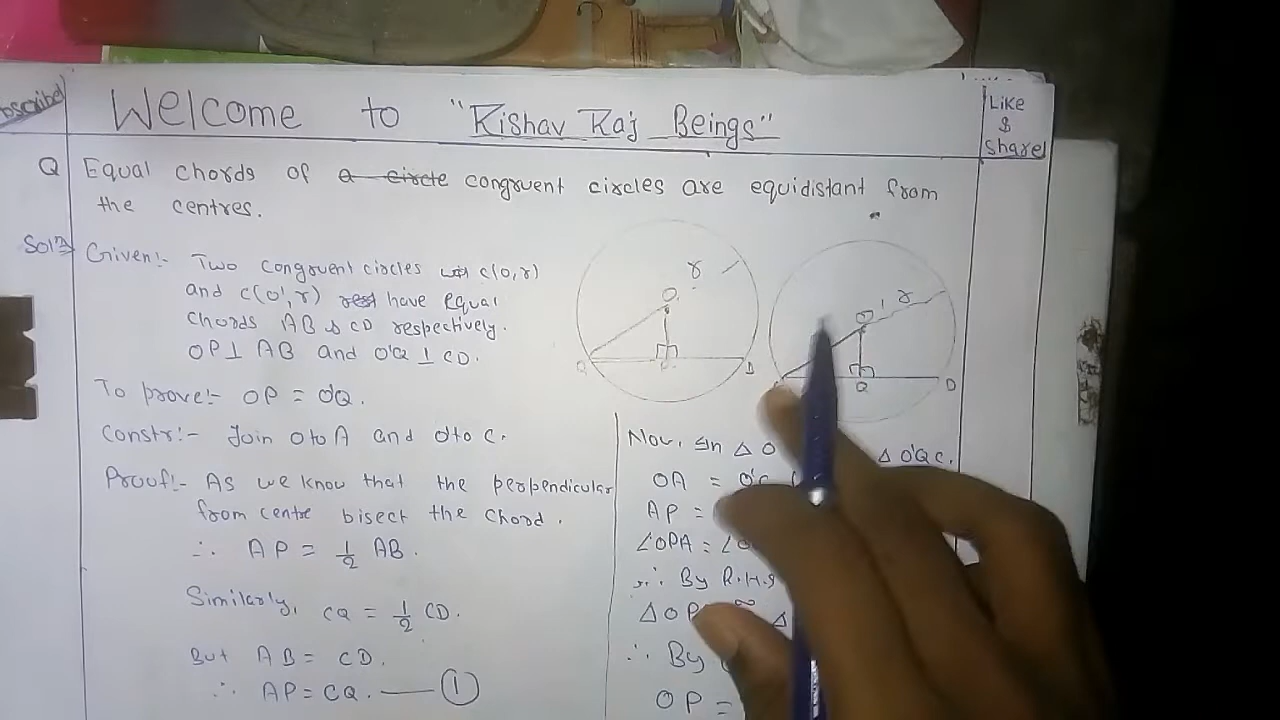 bscribe
Welcome to "Rishav Raj Beings"
Like
$
Share
Q Equal chords of a circle congruent circles are equidistant from
the centres.
Solⁿ Given:- Two congruent circles c(O,r)
and c(O',r) have equal
chords AB & CD respectively.
OP⊥ AB and O'Q ⊥ CD.
To prove:- OP = O'Q.
Constr:- Join O to A and O' to C.
Proof:- As we know that the perpendicular
from centre bisect the chord.
∴ AP = 1/2 AB.
Similarly, CQ = 1/2 CD.
But AB = CD.
∴ AP = CQ. — ①
O r
B
O' r
Q D
Now, In Δ O Δ O'QC.
OA = O'C
AP =
∠OPA = ∠O
∴ By R.H.S
Δ OP ≅ Δ
∴ By
OP =